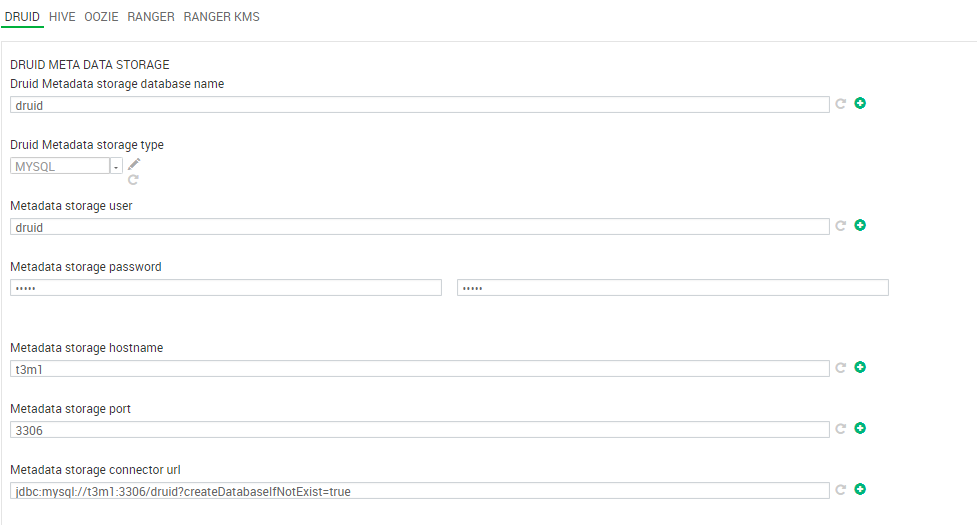 DRUID HIVE OOZIE RANGER RANGER KMS
DRUID META DATA STORAGE
Druid Metadata storage database name
druid
Druid Metadata storage type
MYSQL
Metadata storage user
druid
Metadata storage password
••••• •••••
Metadata storage hostname
t3m1
Metadata storage port
3306
Metadata storage connector url
jdbc:mysql://t3m1:3306/druid?createDatabaseIfNotExist=true